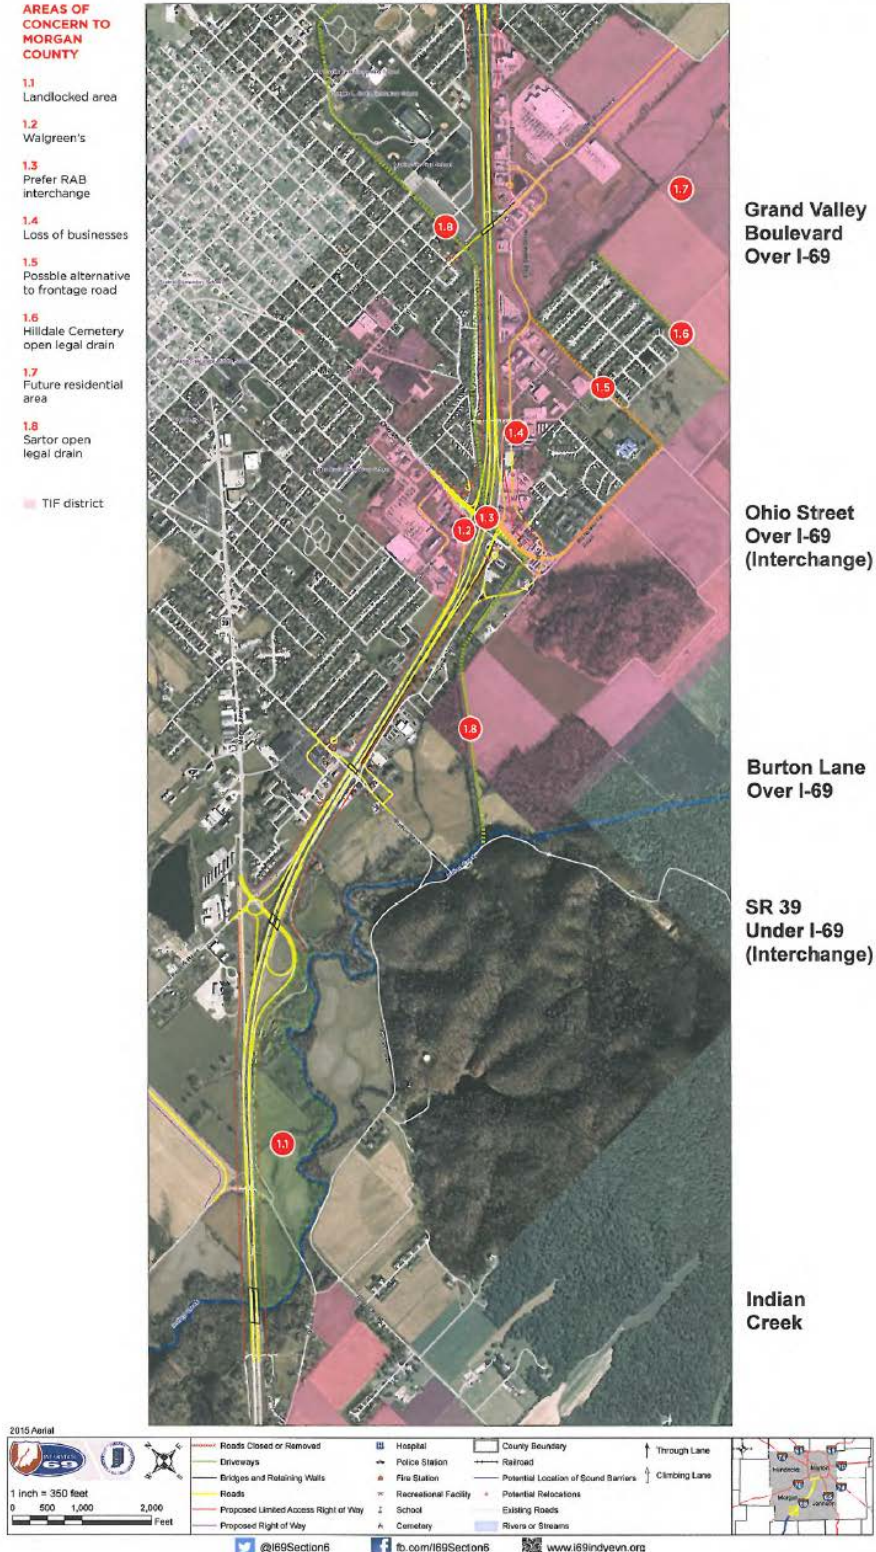 AREAS OF
CONCERN TO
MORGAN
COUNTY
1.1
Landlocked area
1.2
Walgreen's
1.3
Prefer RAB
interchange
1.4
Loss of businesses
1.5
Possble alternative
to frontage road
1.6
Hilldale Cemetery
open legal drain
1.7
Future residential
area
1.8
Sartor open
legal drain
TIF district
1.7
1.8
1.6
1.5
1.4
1.3
1.2
1.8
1.1
Grand Valley
Boulevard
Over I-69
Ohio Street
Over I-69
(Interchange)
Burton Lane
Over I-69
SR 39
Under I-69
(Interchange)
Indian
Creek
2015 Aerial
69
1 inch = 350 feet
0 500 1,000 2,000
Feet
Roads Closed or Removed
Driveways
Bridges and Retaining Walls
Roads
Proposed Limited Access Right of Way
Proposed Right of Way
Hospital
Police Station
Fire Station
Recreational Facility
School
Cemetery
County Boundary
Railroad
Potential Location of Sound Barriers
Potential Relocations
Existing Roads
Rivers or Streams
Through Lane
Climbing Lane
Hendricks
Marion
Morgan
Johnson
@I69Section6
fb.com/I69Section6
www.i69indyevn.org